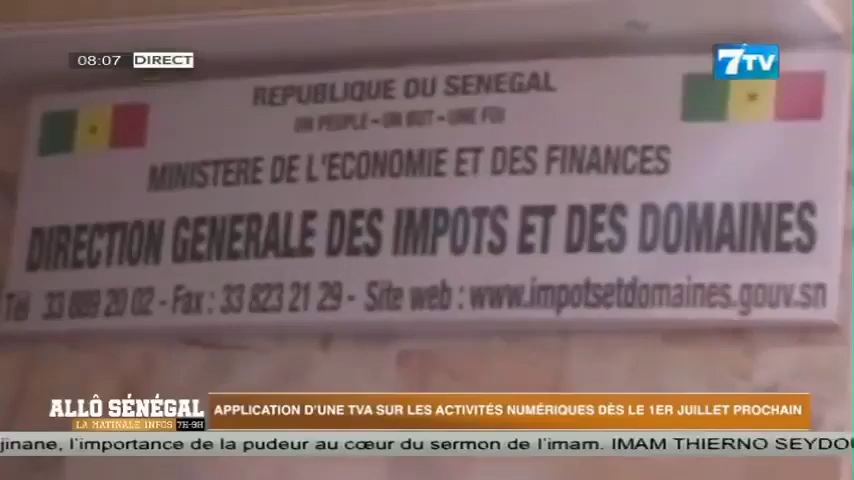 08:07 DIRECT
7TV
REPUBLIQUE DU SENEGAL
UN PEUPLE - UN BUT - UNE FOI
MINISTERE DE L'ECONOMIE ET DES FINANCES
DIRECTION GENERALE DES IMPOTS ET DES DOMAINES
Tél 33 889 20 02 - Fax : 33 823 21 29 - Site web : www.impotsetdomaines.gouv.sn
ALLÔ SÉNÉGAL
LA MATINALE INFOS 7H-9H
APPLICATION D'UNE TVA SUR LES ACTIVITÉS NUMÉRIQUES DÈS LE 1ER JUILLET PROCHAIN
jinane, l'importance de la pudeur au cœur du sermon de l'imam. IMAM THIERNO SEYDOU